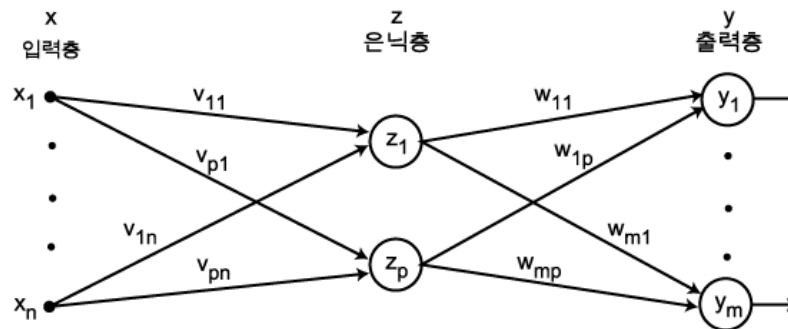 x z y
입력층 은닉층 출력층
x1 v11 z1 w11 y1
vp1 w1p
v1n wm1
xn vpn zp wmp ym